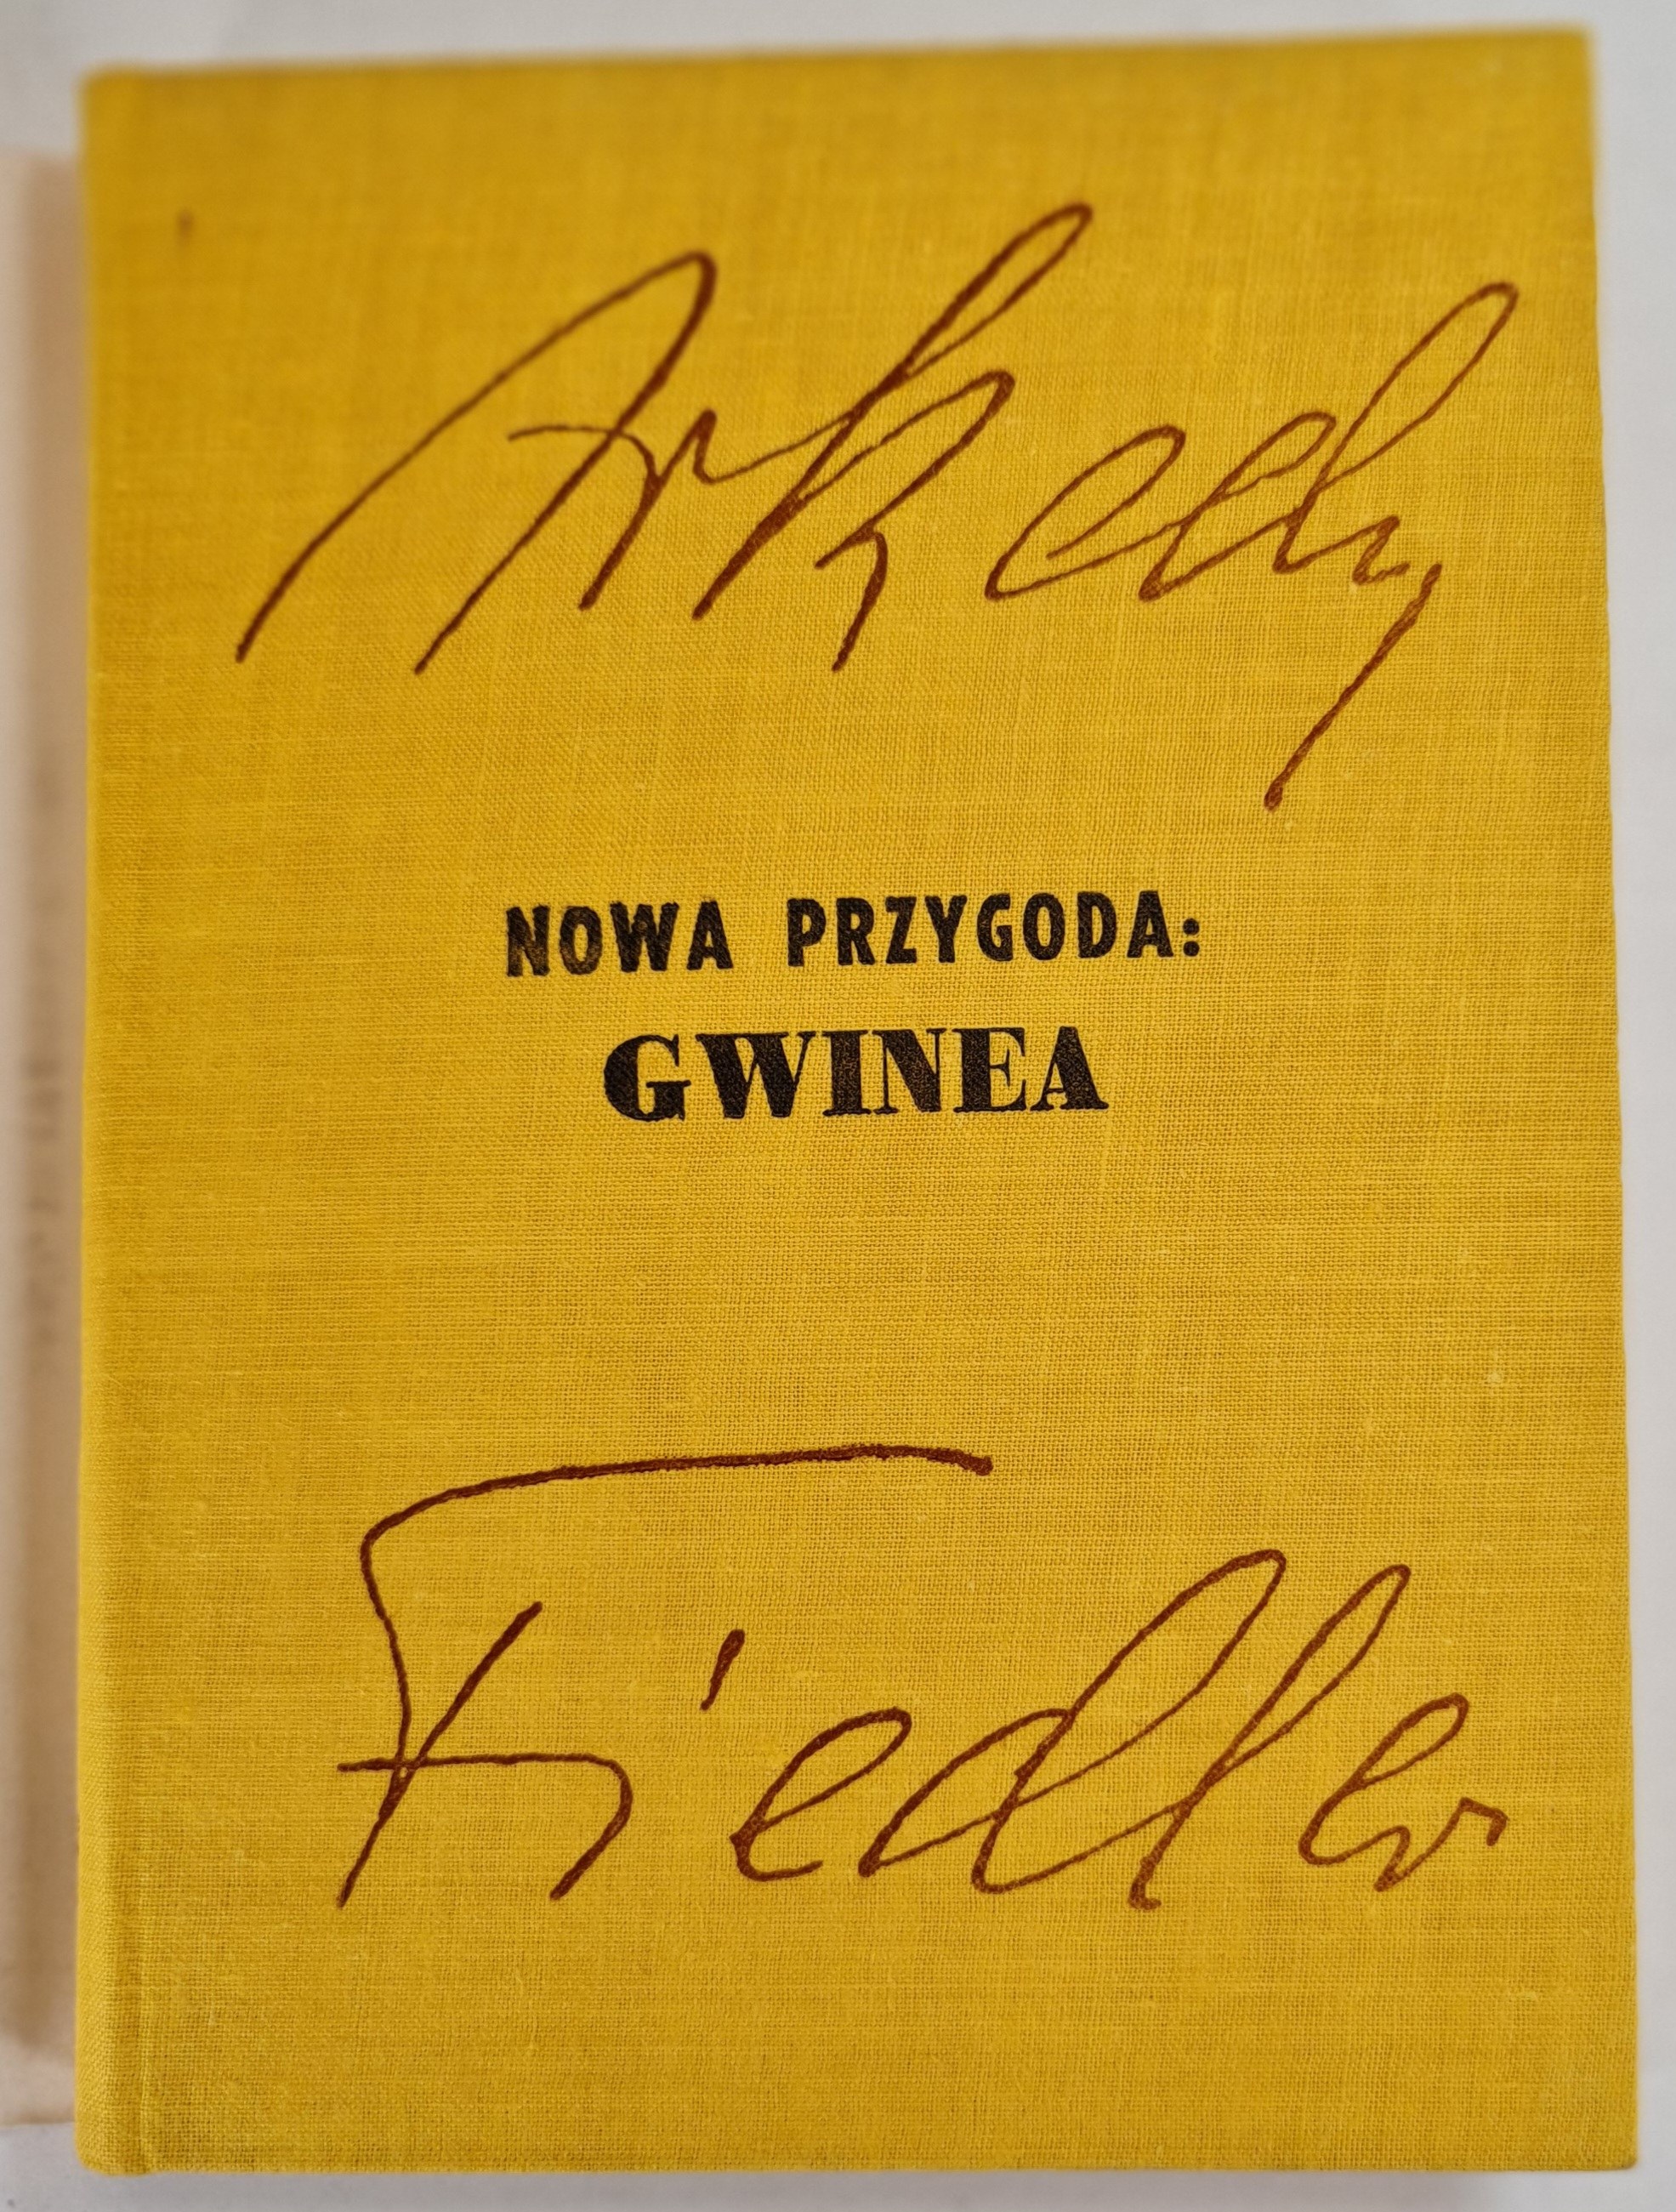 Arkady
NOWA PRZYGODA:
GWINEA
Fiedler